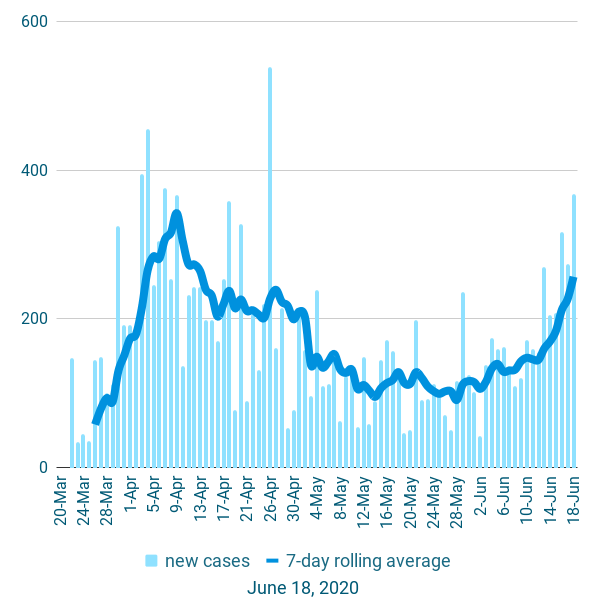 600
400
200
0
20-Mar
24-Mar
28-Mar
1-Apr
5-Apr
9-Apr
13-Apr
17-Apr
21-Apr
26-Apr
30-Apr
4-May
8-May
12-May
16-May
20-May
24-May
28-May
2-Jun
6-Jun
10-Jun
14-Jun
18-Jun
new cases
7-day rolling average
June 18, 2020